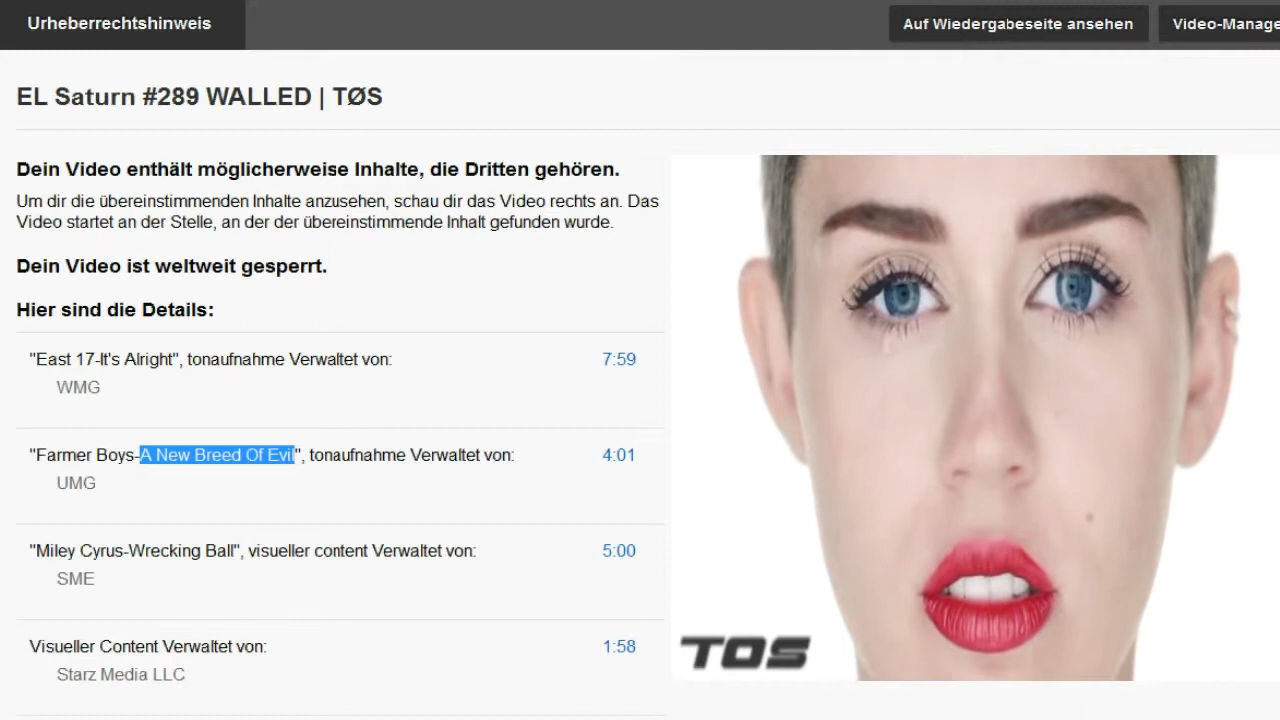 Urheberrechtshinweis
Auf Wiedergabeseite ansehen
Video-Manage
EL Saturn #289 WALLED | TØS
Dein Video enthält möglicherweise Inhalte, die Dritten gehören.
Um dir die übereinstimmenden Inhalte anzusehen, schau dir das Video rechts an. Das
Video startet an der Stelle, an der der übereinstimmende Inhalt gefunden wurde.
Dein Video ist weltweit gesperrt.
Hier sind die Details:
"East 17-It's Alright", tonaufnahme Verwaltet von: 7:59
WMG
"Farmer Boys-A New Breed Of Evil", tonaufnahme Verwaltet von: 4:01
UMG
"Miley Cyrus-Wrecking Ball", visueller content Verwaltet von: 5:00
SME
Visueller Content Verwaltet von: 1:58
Starz Media LLC
TOS